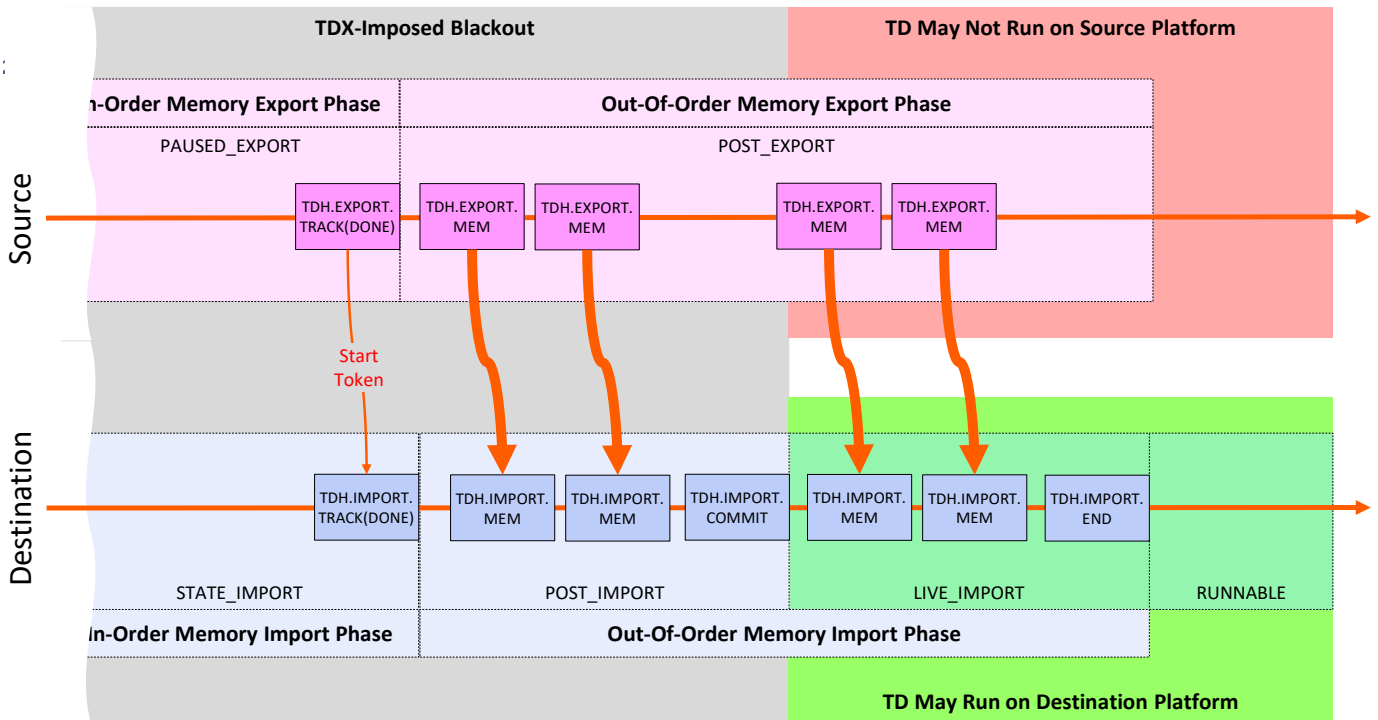 TDX-Imposed Blackout
TD May Not Run on Source Platform
n-Order Memory Export Phase
Out-Of-Order Memory Export Phase
PAUSED_EXPORT
POST_EXPORT
Source
TDH.EXPORT.
TRACK(DONE)
TDH.EXPORT.
MEM
TDH.EXPORT.
MEM
TDH.EXPORT.
MEM
TDH.EXPORT.
MEM
Start
Token
Destination
TDH.IMPORT.
TRACK(DONE)
TDH.IMPORT.
MEM
TDH.IMPORT.
MEM
TDH.IMPORT.
COMMIT
TDH.IMPORT.
MEM
TDH.IMPORT.
MEM
TDH.IMPORT.
END
STATE_IMPORT
POST_IMPORT
LIVE_IMPORT
RUNNABLE
In-Order Memory Import Phase
Out-Of-Order Memory Import Phase
TD May Run on Destination Platform